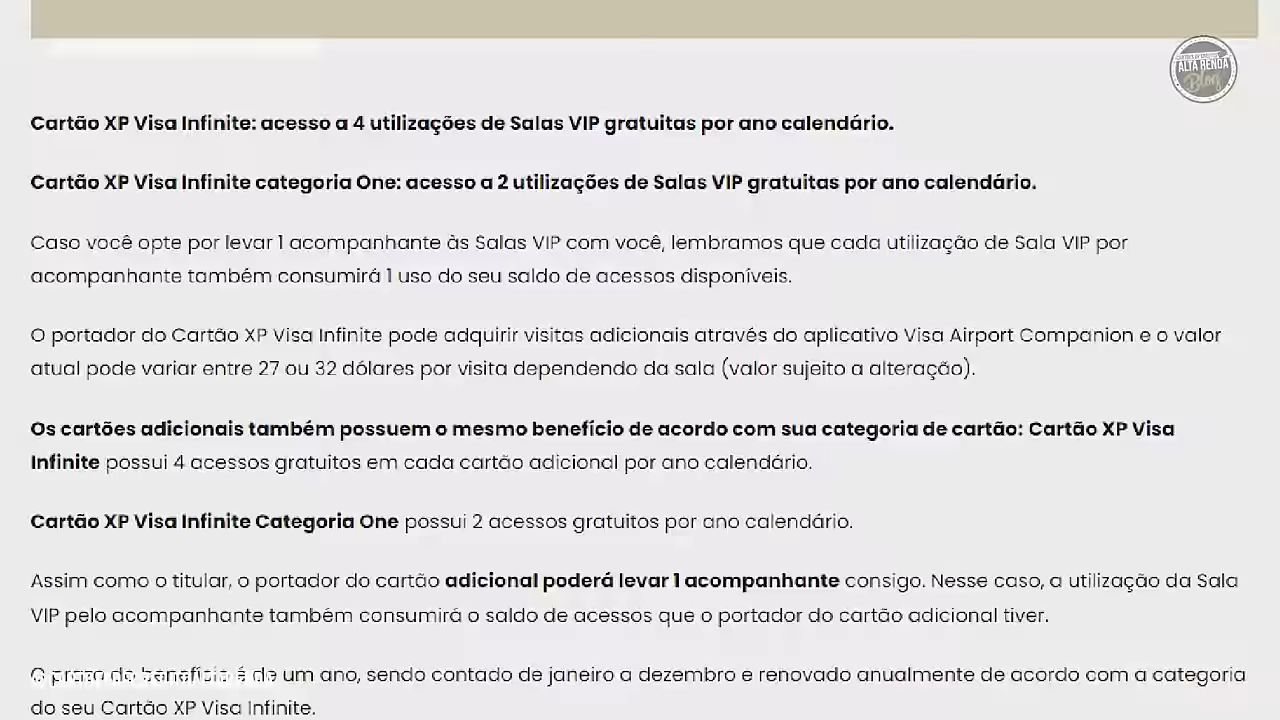 ALTA RENDA
Blog
Cartão XP Visa Infinite: acesso a 4 utilizações de Salas VIP gratuitas por ano calendário.
Cartão XP Visa Infinite categoria One: acesso a 2 utilizações de Salas VIP gratuitas por ano calendário.
Caso você opte por levar 1 acompanhante às Salas VIP com você, lembramos que cada utilização de Sala VIP por
acompanhante também consumirá 1 uso do seu saldo de acessos disponíveis.
O portador do Cartão XP Visa Infinite pode adquirir visitas adicionais através do aplicativo Visa Airport Companion e o valor
atual pode variar entre 27 ou 32 dólares por visita dependendo da sala (valor sujeito a alteração).
Os cartões adicionais também possuem o mesmo benefício de acordo com sua categoria de cartão: Cartão XP Visa
Infinite possui 4 acessos gratuitos em cada cartão adicional por ano calendário.
Cartão XP Visa Infinite Categoria One possui 2 acessos gratuitos por ano calendário.
Assim como o titular, o portador do cartão adicional poderá levar 1 acompanhante consigo. Nesse caso, a utilização da Sala
VIP pelo acompanhante também consumirá o saldo de acessos que o portador do cartão adicional tiver.
O prazo do benefício é de um ano, sendo contado de janeiro a dezembro e renovado anualmente de acordo com a categoria
do seu Cartão XP Visa Infinite.